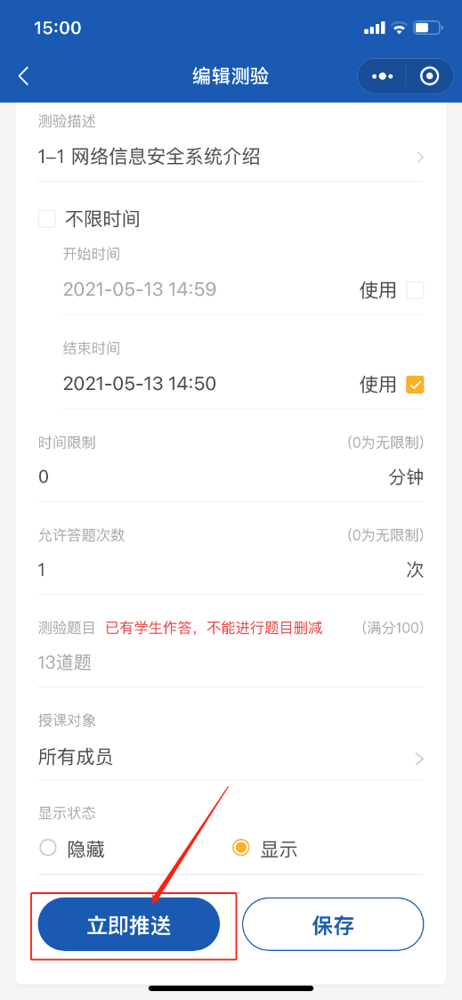 15:00
编辑测验
测验描述
1–1 网络信息安全系统介绍
不限时间
开始时间
2021-05-13 14:59 使用
结束时间
2021-05-13 14:50 使用
时间限制 (0为无限制)
0 分钟
允许答题次数 (0为无限制)
1 次
测验题目 已有学生作答，不能进行题目删减 (满分100)
13道题
授课对象
所有成员
显示状态
隐藏 显示
立即推送 保存